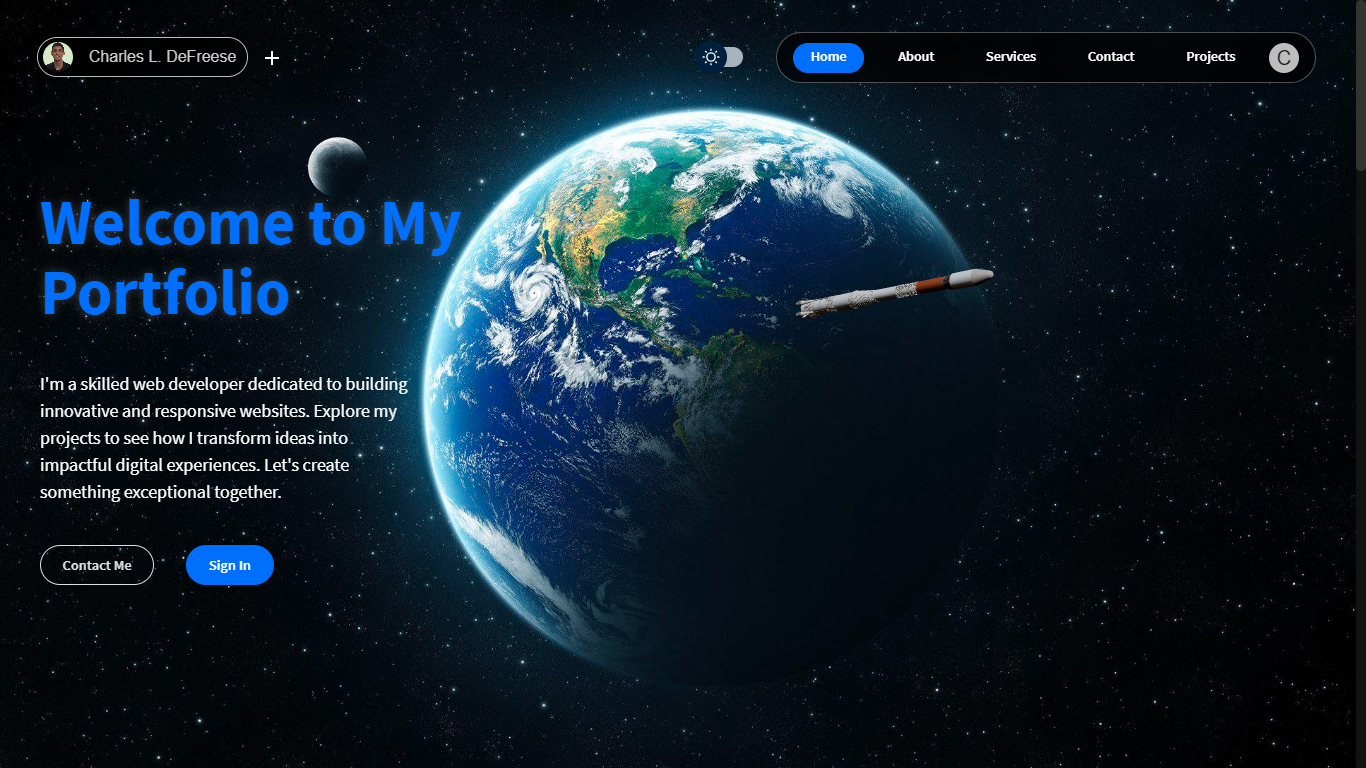 Charles L. DeFreese
Home About Services Contact Projects C
Welcome to My
Portfolio
I'm a skilled web developer dedicated to building
innovative and responsive websites. Explore my
projects to see how I transform ideas into
impactful digital experiences. Let's create
something exceptional together.
Contact Me Sign In